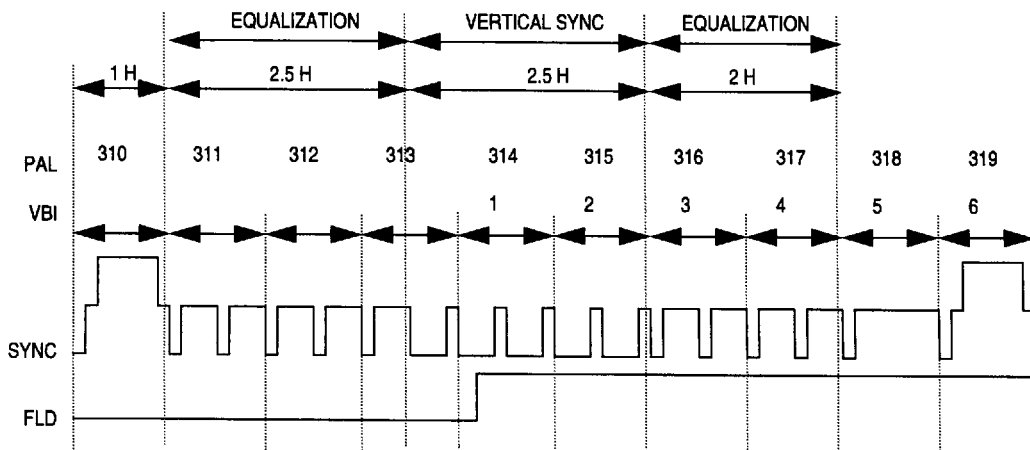 EQUALIZATION VERTICAL SYNC EQUALIZATION
1 H 2.5 H 2.5 H 2 H
PAL 310 311 312 313 314 315 316 317 318 319
VBI 1 2 3 4 5 6
SYNC
FLD